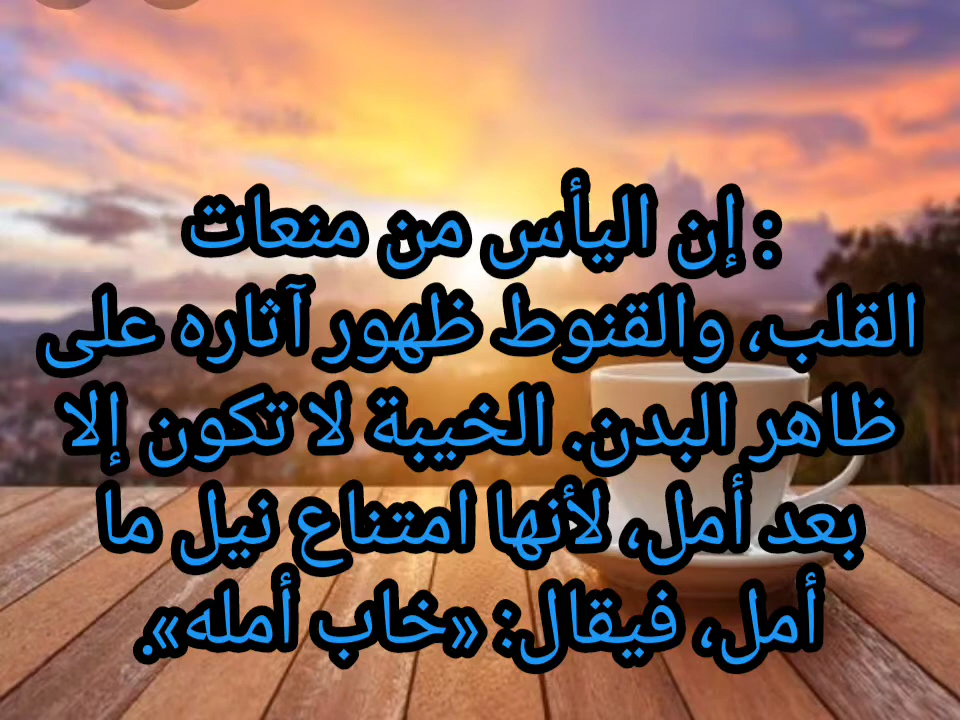 : إن اليأس من منعات
القلب، والقنوط ظهور آثاره على
ظاهر البدن. الخيبة لا تكون إلا
بعد أمل، لأنها امتناع نيل ما
أمل، فيقال: «خاب أمله».